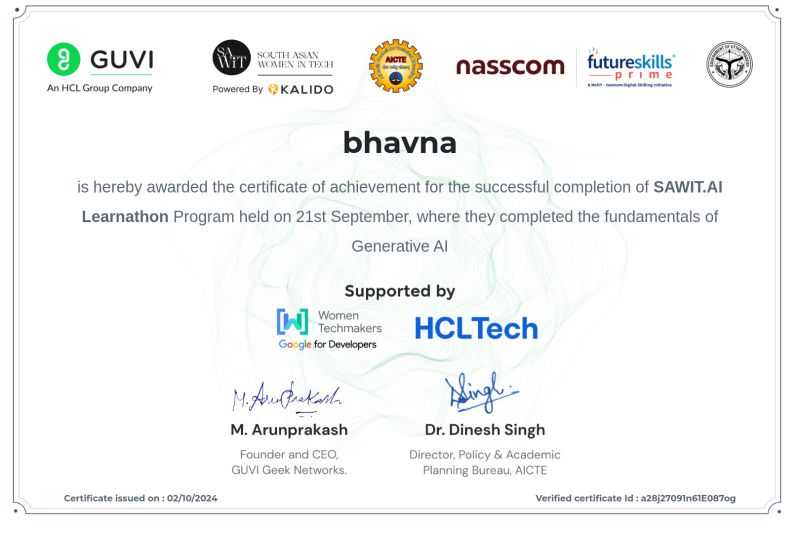 GUVI
An HCL Group Company
SA
WiT
SOUTH ASIAN
WOMEN IN TECH
Powered By KALIDO
AICTE
nasscom
futureskills
prime
A MeitY - nasscom Digital Skilling Initiative
bhavna
is hereby awarded the certificate of achievement for the successful completion of SAWIT.AI
Learnathon Program held on 21st September, where they completed the fundamentals of
Generative AI
Supported by
Women
Techmakers
Google for Developers
HCLTech
M. Arunprakash
Dr. Dinesh Singh
Founder and CEO,
GUVI Geek Networks.
Director, Policy & Academic
Planning Bureau, AICTE
Certificate issued on : 02/10/2024
Verified certificate Id : a28j27091n61E087og